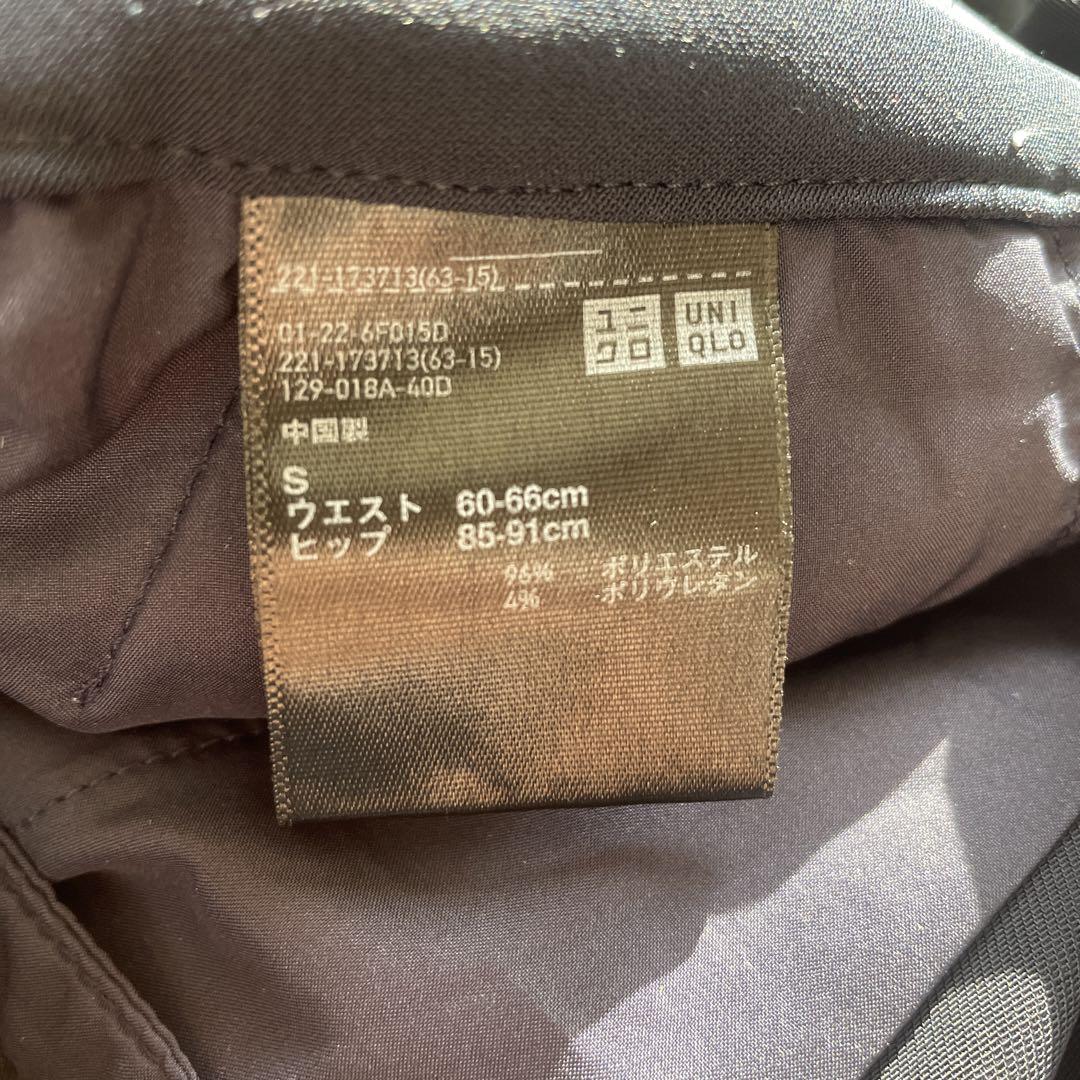 221-173713(63-15)
ユニ
クロ
UNI
QLO
01-22-6F015D
221-173713(63-15)
129-018A-40D
中国製
S
ウエスト 60-66cm
ヒップ 85-91cm
96% ポリエステル
4% ポリウレタン